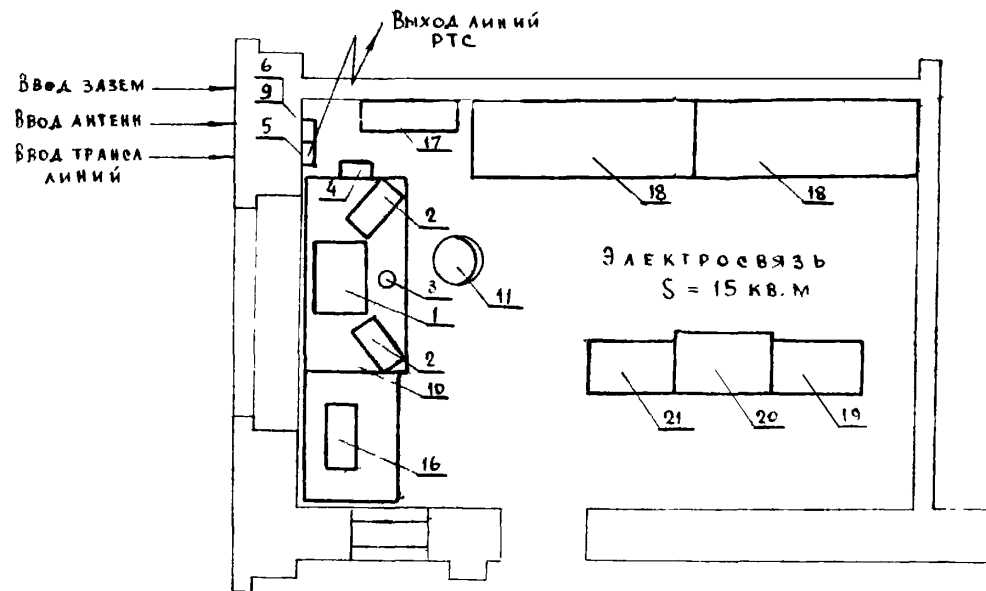 Выход линий
РТС
Ввод зазем
Ввод антенн
Ввод трансл
линий
6
9
5
4
17
18
18
2
3
1
11
Электросвязь
S = 15 кв. м
2
10
16
21
20
19